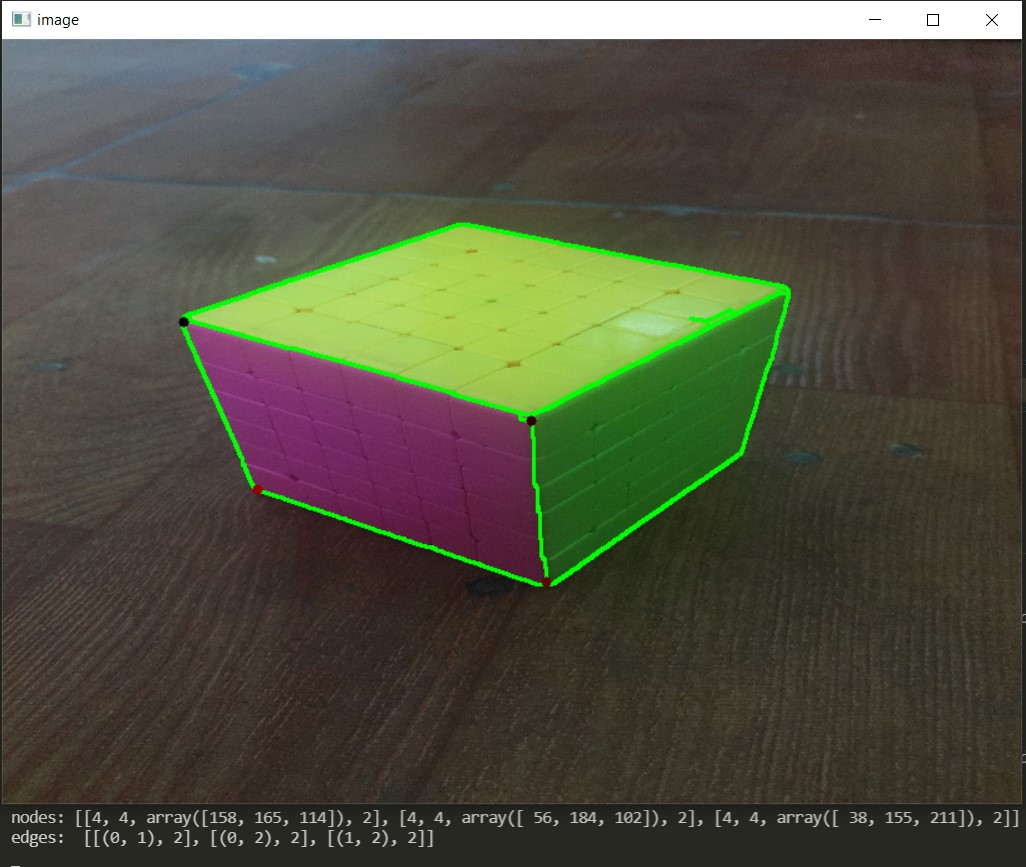 image
nodes: [[4, 4, array([158, 165, 114]), 2], [4, 4, array([ 56, 184, 102]), 2], [4, 4, array([ 38, 155, 211]), 2]]
edges:  [[(0, 1), 2], [(0, 2), 2], [(1, 2), 2]]